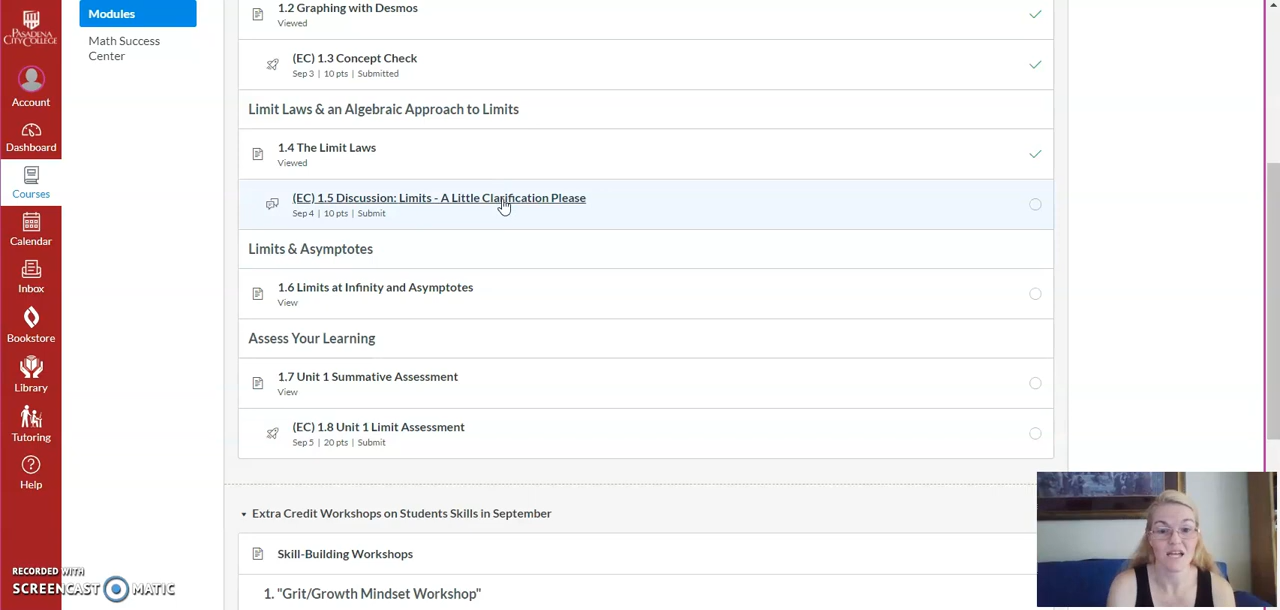 PASADENA
CITY COLLEGE
Account
Dashboard
Courses
Calendar
Inbox
Bookstore
Library
Tutoring
Help
Modules
Math Success
Center
1.2 Graphing with Desmos
Viewed
(EC) 1.3 Concept Check
Sep 3 | 10 pts | Submitted
Limit Laws & an Algebraic Approach to Limits
1.4 The Limit Laws
Viewed
(EC) 1.5 Discussion: Limits - A Little Clarification Please
Sep 4 | 10 pts | Submit
Limits & Asymptotes
1.6 Limits at Infinity and Asymptotes
View
Assess Your Learning
1.7 Unit 1 Summative Assessment
View
(EC) 1.8 Unit 1 Limit Assessment
Sep 5 | 20 pts | Submit
Extra Credit Workshops on Students Skills in September
Skill-Building Workshops
1. "Grit/Growth Mindset Workshop"
RECORDED WITH
SCREENCAST MATIC